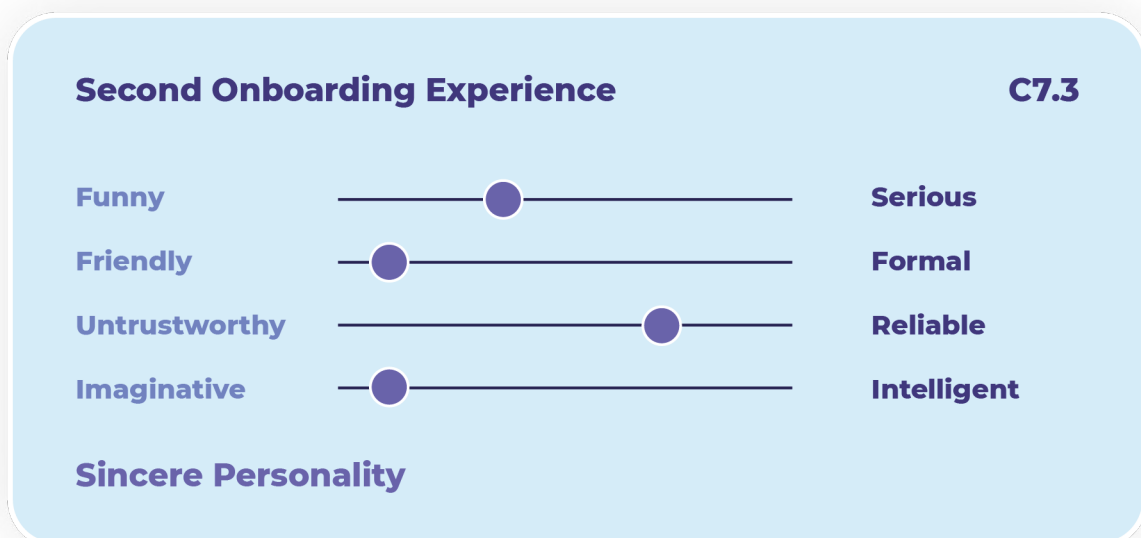 Second Onboarding Experience C7.3
Funny Serious
Friendly Formal
Untrustworthy Reliable
Imaginative Intelligent
Sincere Personality